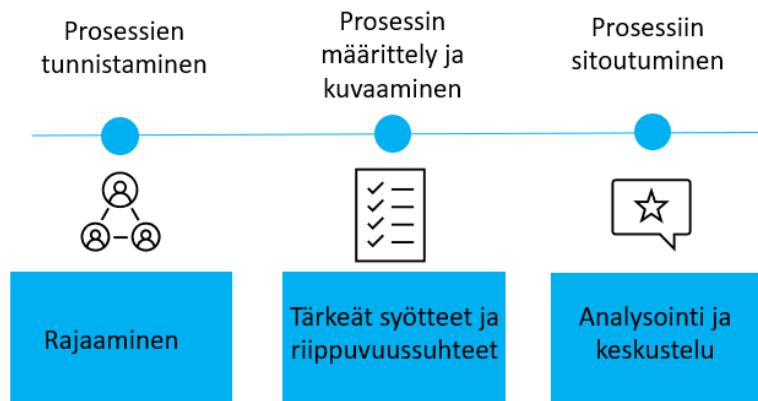 Prosessien
tunnistaminen
Prosessin
määrittely ja
kuvaaminen
Prosessiin
sitoutuminen
Rajaaminen
Tärkeät syötteet ja
riippuvuussuhteet
Analysointi ja
keskustelu